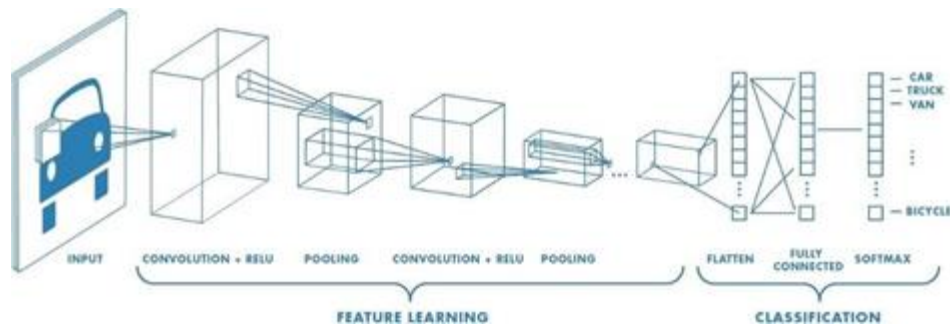 CAR
TRUCK
VAN
BICYCLE
INPUT
CONVOLUTION + RELU
POOLING
CONVOLUTION + RELU
POOLING
FLATTEN
FULLY
CONNECTED
SOFTMAX
FEATURE LEARNING
CLASSIFICATION